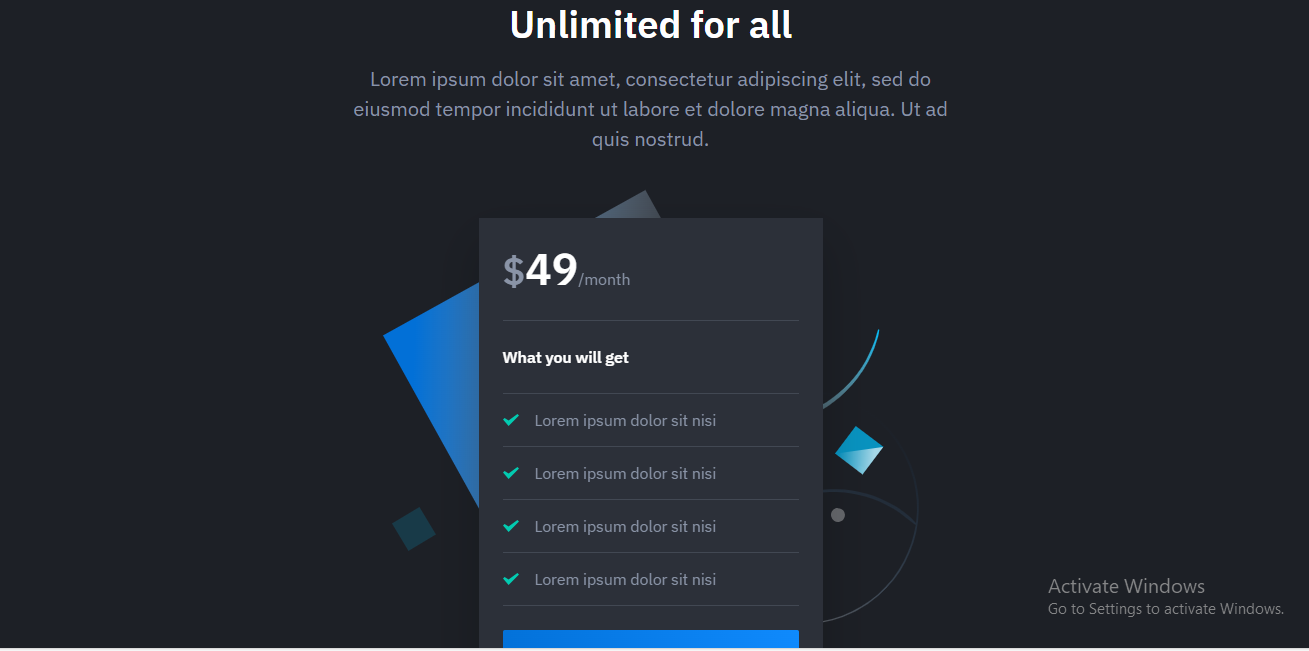 Unlimited for all
Lorem ipsum dolor sit amet, consectetur adipiscing elit, sed do
eiusmod tempor incididunt ut labore et dolore magna aliqua. Ut ad
quis nostrud.
$49/month
What you will get
Lorem ipsum dolor sit nisi
Lorem ipsum dolor sit nisi
Lorem ipsum dolor sit nisi
Lorem ipsum dolor sit nisi
Activate Windows
Go to Settings to activate Windows.